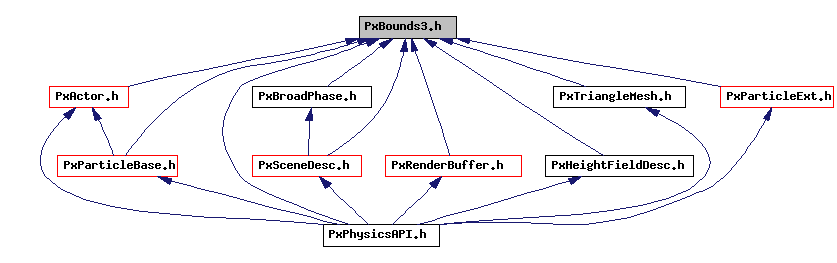 PxBounds3.h
PxActor.h
PxBroadPhase.h
PxTriangleMesh.h
PxParticleExt.h
PxParticleBase.h
PxSceneDesc.h
PxRenderBuffer.h
PxHeightFieldDesc.h
PxPhysicsAPI.h